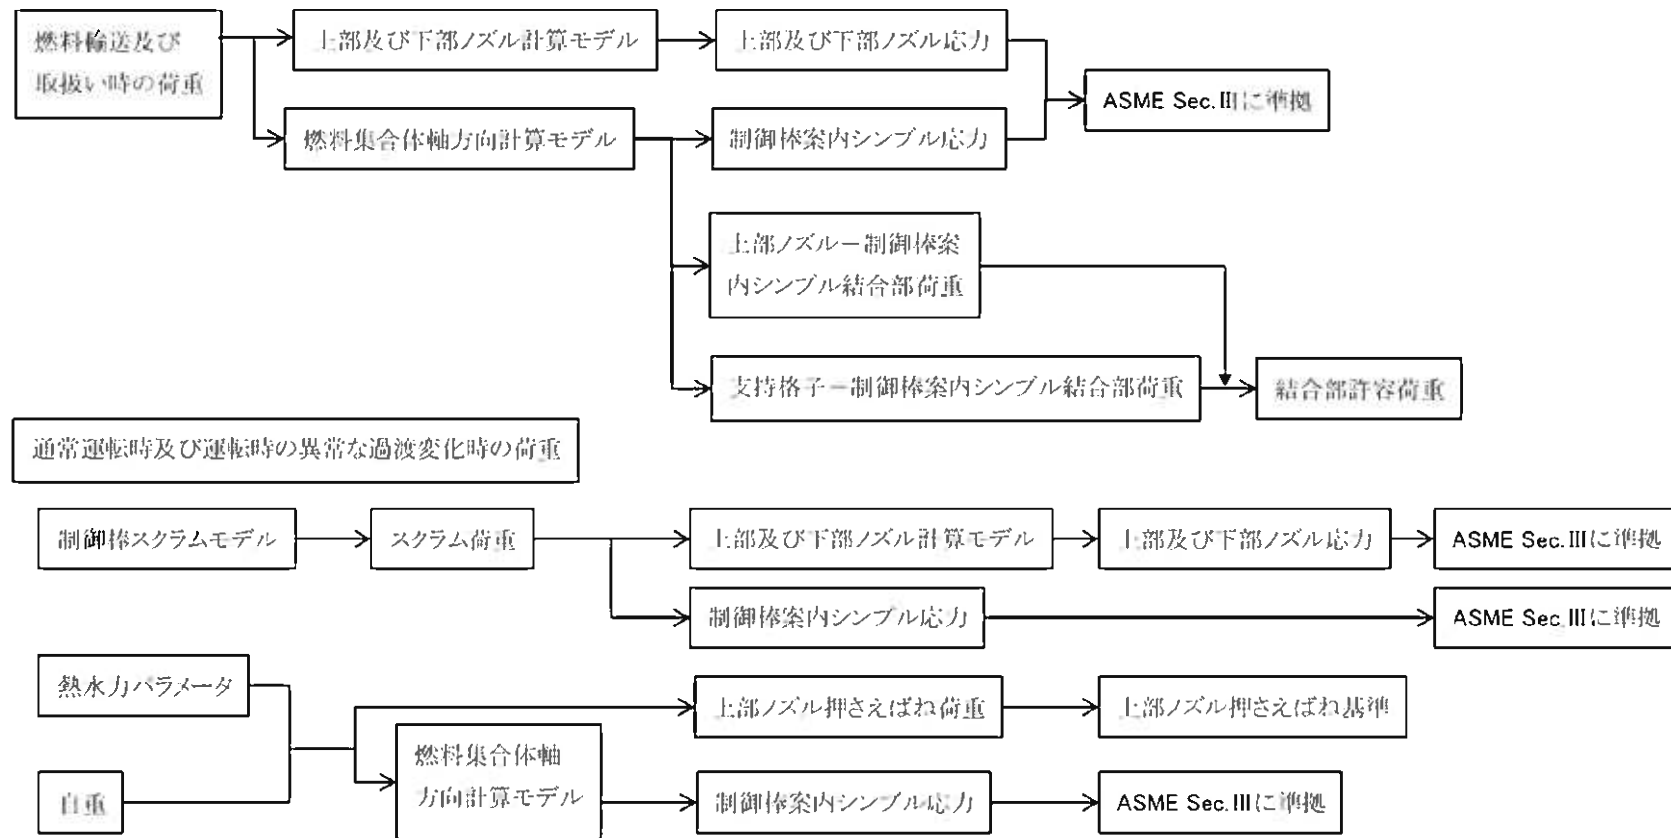 燃料輸送及び
取扱い時の荷重
上部及び下部ノズル計算モデル
上部及び下部ノズル応力
ASME Sec.Ⅲに準拠
燃料集合体軸方向計算モデル
制御棒案内シンブル応力
上部ノズル－制御棒案
内シンブル結合部荷重
支持格子－制御棒案内シンブル結合部荷重
結合部許容荷重
通常運転時及び運転時の異常な過渡変化時の荷重
制御棒スクラムモデル
スクラム荷重
上部及び下部ノズル計算モデル
上部及び下部ノズル応力
ASME Sec.Ⅲに準拠
制御棒案内シンブル応力
ASME Sec.Ⅲに準拠
熱水力パラメータ
上部ノズル押さえばね荷重
上部ノズル押さえばね基準
燃料集合体軸
方向計算モデル
自重
制御棒案内シンブル応力
ASME Sec.Ⅲに準拠